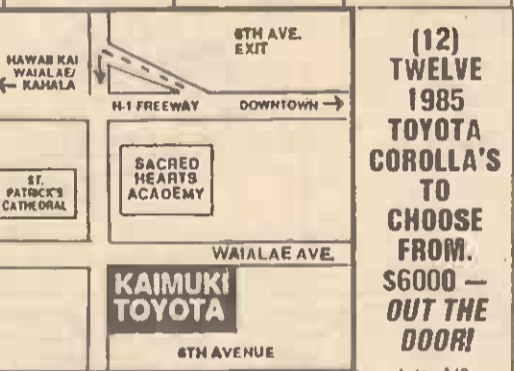 6TH AVE.
EXIT
HAWAII KAI
WAIALAE/
KAHALA
H-1 FREEWAY
DOWNTOWN
SACRED
HEARTS
ACADEMY
ST.
PATRICK'S
CATHEDRAL
WAIALAE AVE.
KAIMUKI
TOYOTA
6TH AVENUE
(12)
TWELVE
1985
TOYOTA
COROLLA'S
TO
CHOOSE
FROM.
$6000 —
OUT THE
DOOR!